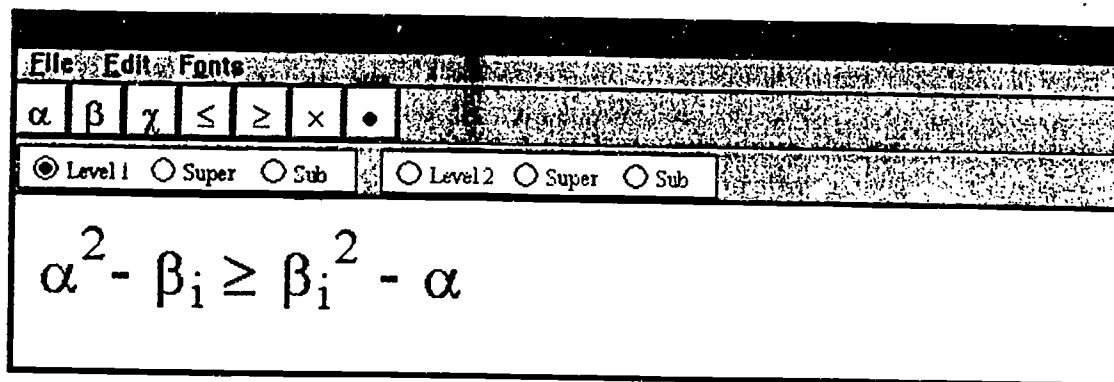 File Edit Fonts
α β χ ≤ ≥ × •
Level 1 Super Sub Level 2 Super Sub
α² - βᵢ ≥ βᵢ² - α